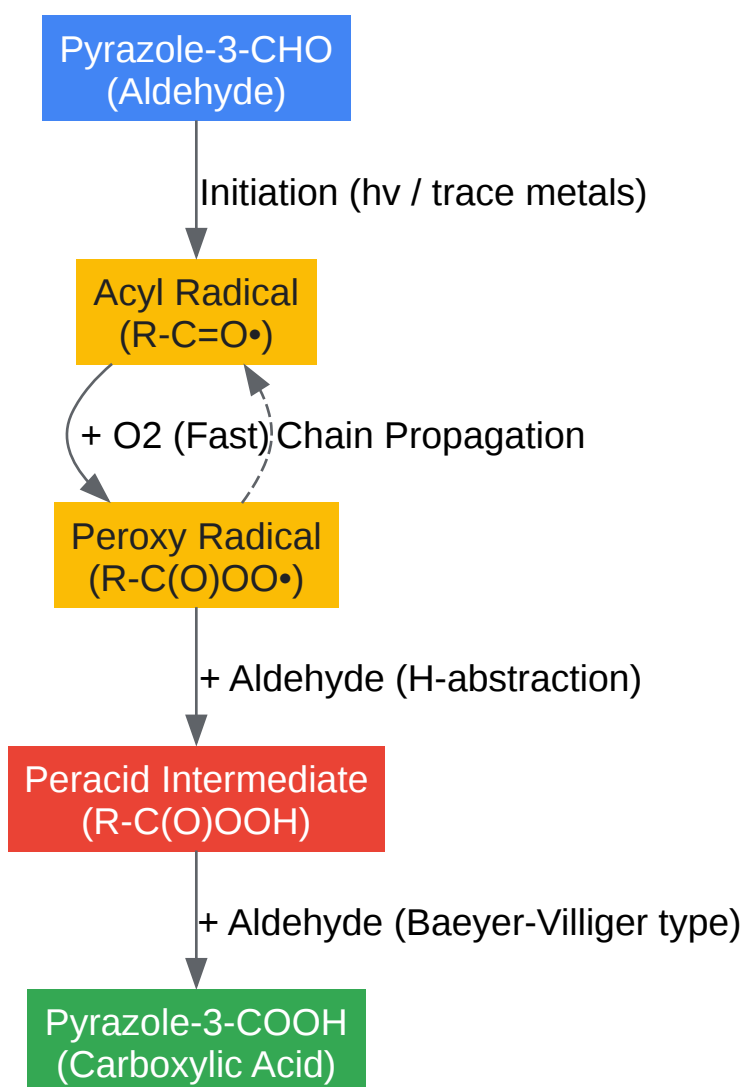 Pyrazole-3-CHO
(Aldehyde)
Initiation (hv / trace metals)
Acyl Radical
(R-C=O•)
+ O2 (Fast)
Chain Propagation
Peroxy Radical
(R-C(O)OO•)
+ Aldehyde (H-abstraction)
Peracid Intermediate
(R-C(O)OOH)
+ Aldehyde (Baeyer-Villiger type)
Pyrazole-3-COOH
(Carboxylic Acid)